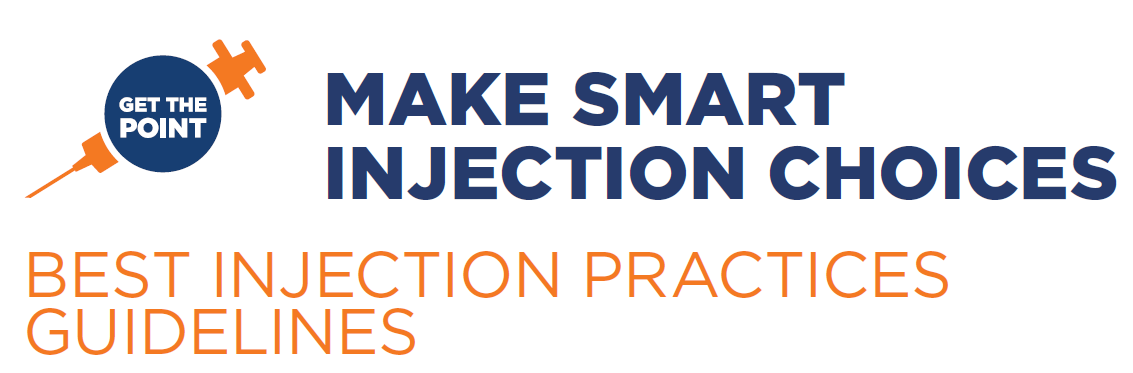 GET THE
POINT
MAKE SMART
INJECTION CHOICES
BEST INJECTION PRACTICES
GUIDELINES